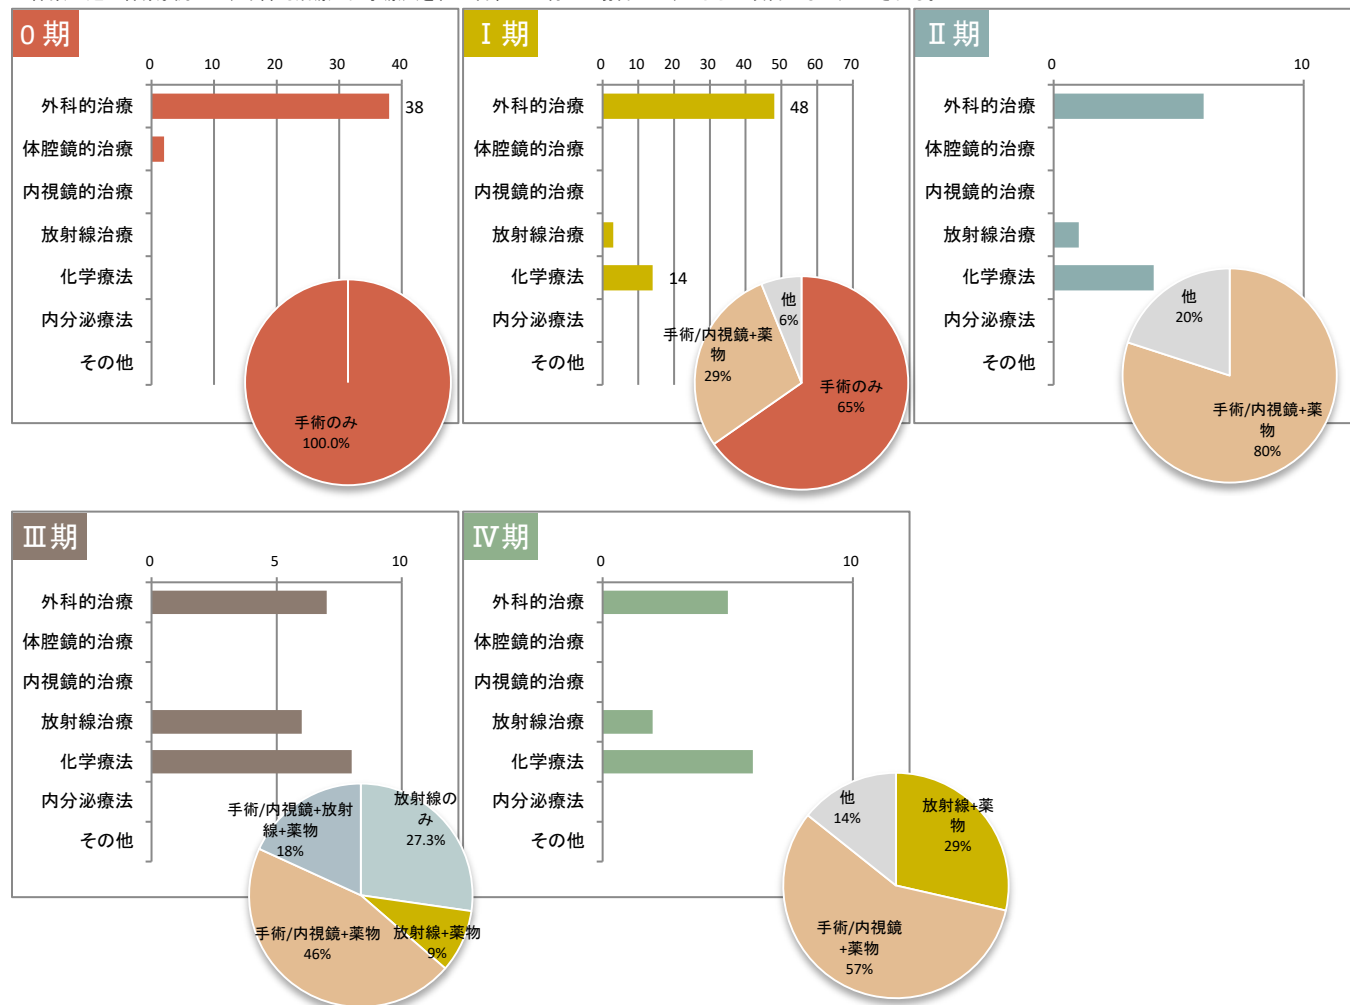 0 期
0 10 20 30 40
外科的治療
38
体腔鏡的治療
内視鏡的治療
放射線治療
化学療法
内分泌療法
その他
手術のみ
100.0%
Ⅰ 期
0 10 20 30 40 50 60 70
外科的治療
48
体腔鏡的治療
内視鏡的治療
放射線治療
化学療法
14
内分泌療法
その他
他
6%
手術/内視鏡+薬
物
29%
手術のみ
65%
Ⅱ 期
0 10
外科的治療
体腔鏡的治療
内視鏡的治療
放射線治療
化学療法
内分泌療法
その他
他
20%
手術/内視鏡+薬
物
80%
Ⅲ 期
0 5 10
外科的治療
体腔鏡的治療
内視鏡的治療
放射線治療
化学療法
内分泌療法
その他
手術/内視鏡+放射
線+薬物
18%
放射線の
み
27.3%
手術/内視鏡+薬物
46%
放射線+薬物
9%
Ⅳ 期
0 10
外科的治療
体腔鏡的治療
内視鏡的治療
放射線治療
化学療法
内分泌療法
その他
他
14%
放射線+薬
物
29%
手術/内視鏡
+薬物
57%